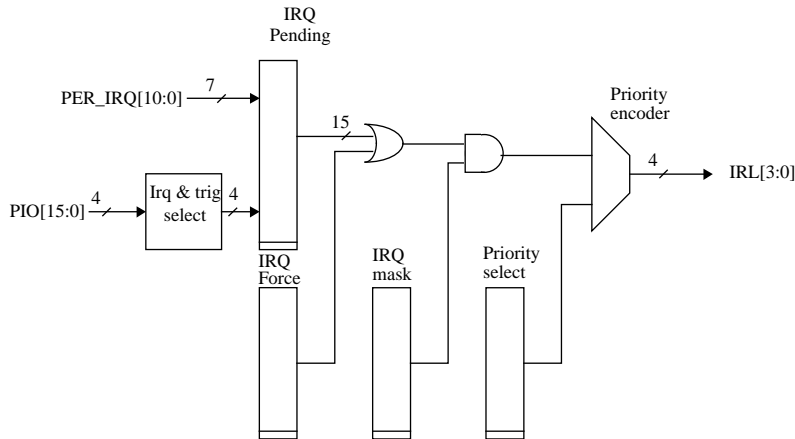 IRQ
Pending
7
PER_IRQ[10:0]
15
Priority
encoder
4
IRL[3:0]
4
PIO[15:0]
Irq & trig
select
4
IRQ
Force
IRQ
mask
Priority
select